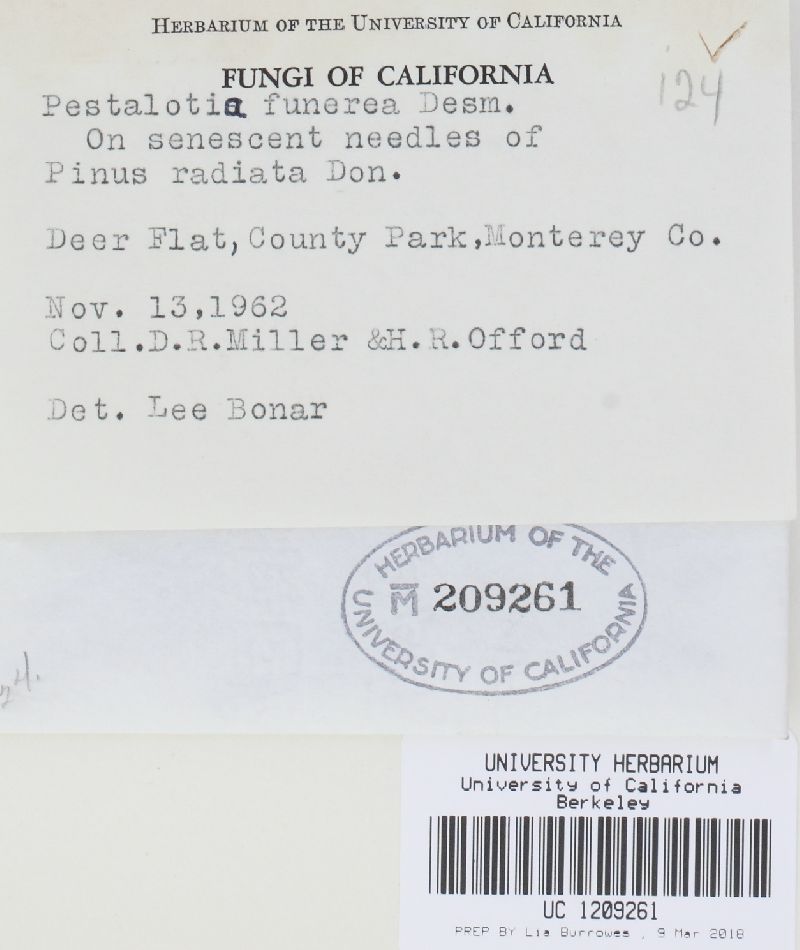 HERBARIUM OF THE UNIVERSITY OF CALIFORNIA
FUNGI OF CALIFORNIA
124
Pestalotia funerea Desm.
On senescent needles of
Pinus radiata Don.
Deer Flat,County Park,Monterey Co.
Nov. 13,1962
Coll.D.R.Miller &H.R.Offord
Det. Lee Bonar
HERBARIUM OF THE
M 209261
UNIVERSITY OF CALIFORNIA
24.
UNIVERSITY HERBARIUM
University of California
Berkeley
UC 1209261
PREP BY Lia Burrowes , 9 Mar 2018